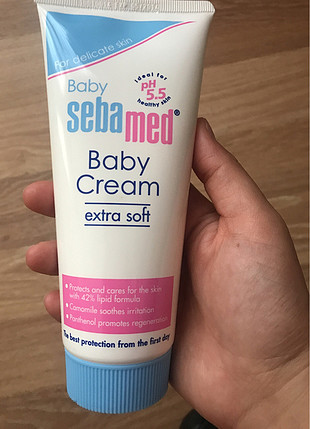 For delicate skin
Baby
ideal for
pH
5.5
healthy skin
sebamed®
Baby
Cream
extra soft
• Protects and cares for the skin
with 42% lipid formula
• Camomile soothes irritation
• Panthenol promotes regeneration
The best protection from the first day